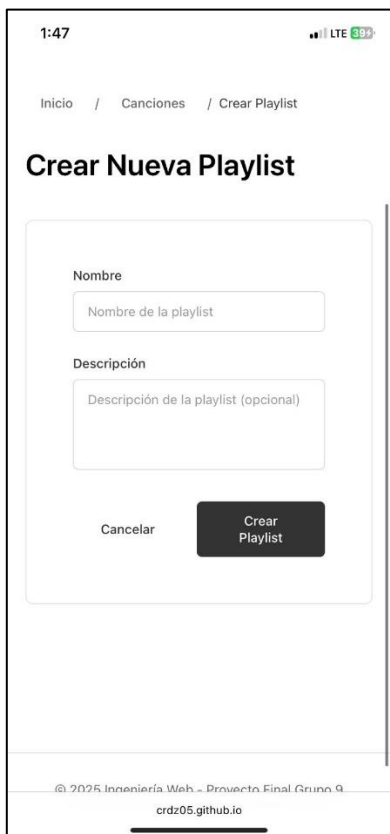 1:47 LTE 39
Inicio / Canciones / Crear Playlist
Crear Nueva Playlist
Nombre
Nombre de la playlist
Descripción
Descripción de la playlist (opcional)
Cancelar
Crear
Playlist
© 2025 Ingeniería Web - Proyecto Final Grupo 9
crdz05.github.io